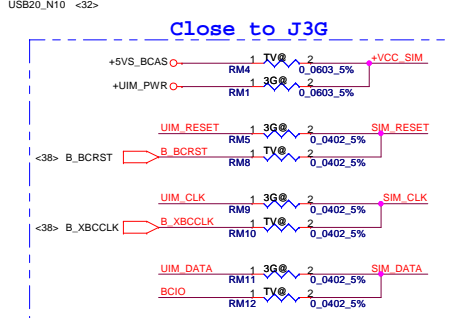 USB20_N10 <32>
Close to J3G
+5VS_BCAS 1 TV@ 2 +VCC_SIM
RM4 0_0603_5%
+UIM_PWR 1 3G@ 2
RM1 0_0603_5%
UIM_RESET 1 3G@ 2 SIM_RESET
RM5 0_0402_5%
<38> B_BCRST B_BCRST 1 TV@ 2
RM8 0_0402_5%
UIM_CLK 1 3G@ 2 SIM_CLK
RM9 0_0402_5%
<38> B_XBCCLK B_XBCCLK 1 TV@ 2
RM10 0_0402_5%
UIM_DATA 1 3G@ 2 SIM_DATA
RM11 0_0402_5%
BCIO 1 TV@ 2
RM12 0_0402_5%